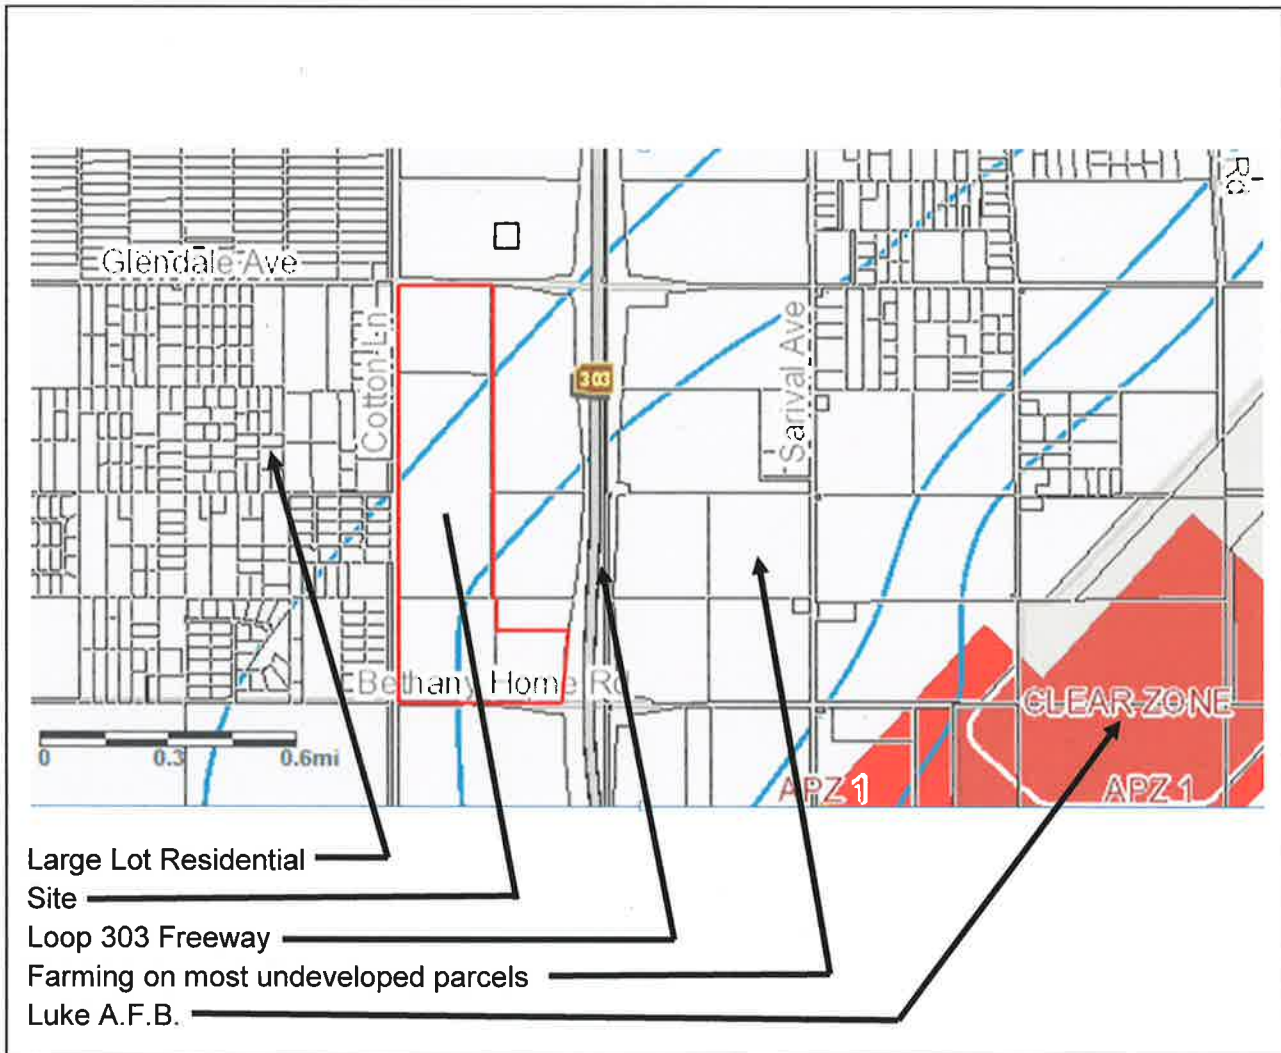 Rd
Glendale Ave
Cotton Ln
Sarival Ave
303
Bethany Home Rd
CLEAR ZONE
0
0.3
0.6mi
APZ 1
APZ 1
Large Lot Residential
Site
Loop 303 Freeway
Farming on most undeveloped parcels
Luke A.F.B.